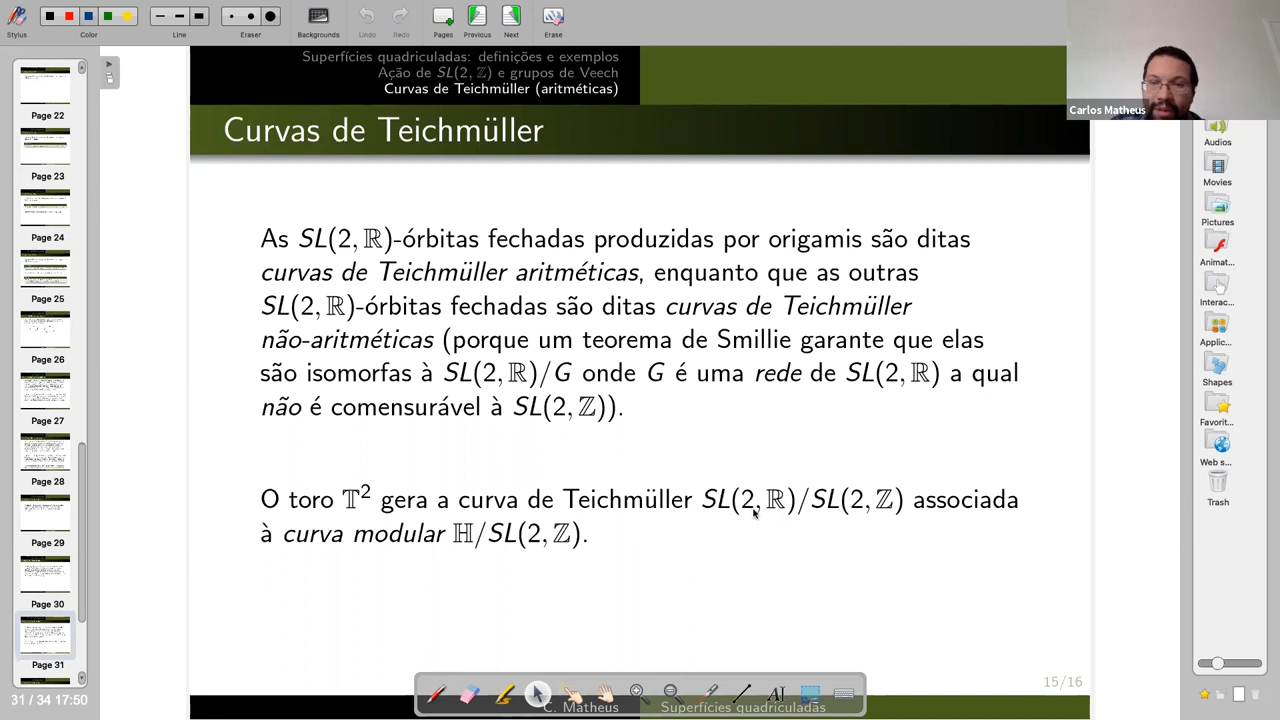 Stylus
Color
Line
Eraser
Backgrounds
Undo
Redo
Pages
Previous
Next
Erase
Superfícies quadriculadas: definições e exemplos
Ação de SL(2, ℤ) e grupos de Veech
Curvas de Teichmüller (aritméticas)
Carlos Matheus
Curvas de Teichmüller
As SL(2, ℝ)-órbitas fechadas produzidas por origamis são ditas
curvas de Teichmüller aritméticas, enquanto que as outras
SL(2, ℝ)-órbitas fechadas são ditas curvas de Teichmüller
não-aritméticas (porque um teorema de Smillie garante que elas
são isomorfas à SL(2, ℝ)/G onde G é uma rede de SL(2, ℝ) a qual
não é comensurável à SL(2, ℤ)).
O toro 𝕋² gera a curva de Teichmüller SL(2, ℝ)/SL(2, ℤ) associada
à curva modular ℍ/SL(2, ℤ).
15/16
C. Matheus
Superfícies quadriculadas
Page 22
Page 23
Page 24
Page 25
Page 26
Page 27
Page 28
Page 29
Page 30
Page 31
31 / 34 17:50
Audios
Movies
Pictures
Animat...
Interac...
Applic...
Shapes
Favorit...
Web s...
Trash